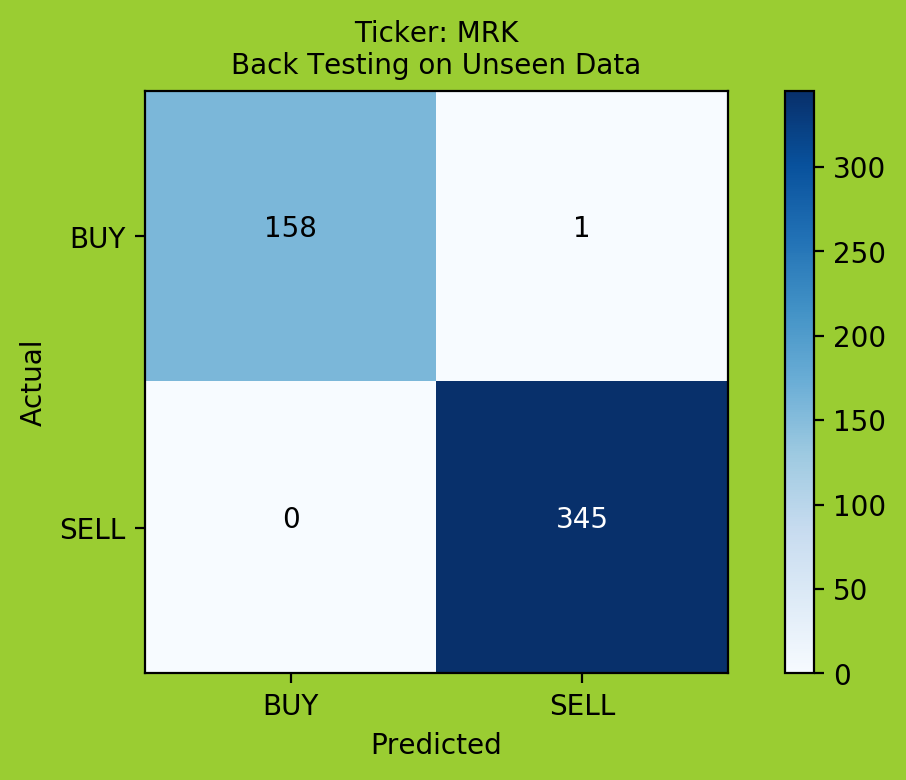 Ticker: MRK
Back Testing on Unseen Data
BUY
158
1
SELL
0
345
BUY
SELL
Predicted
Actual
300
250
200
150
100
50
0